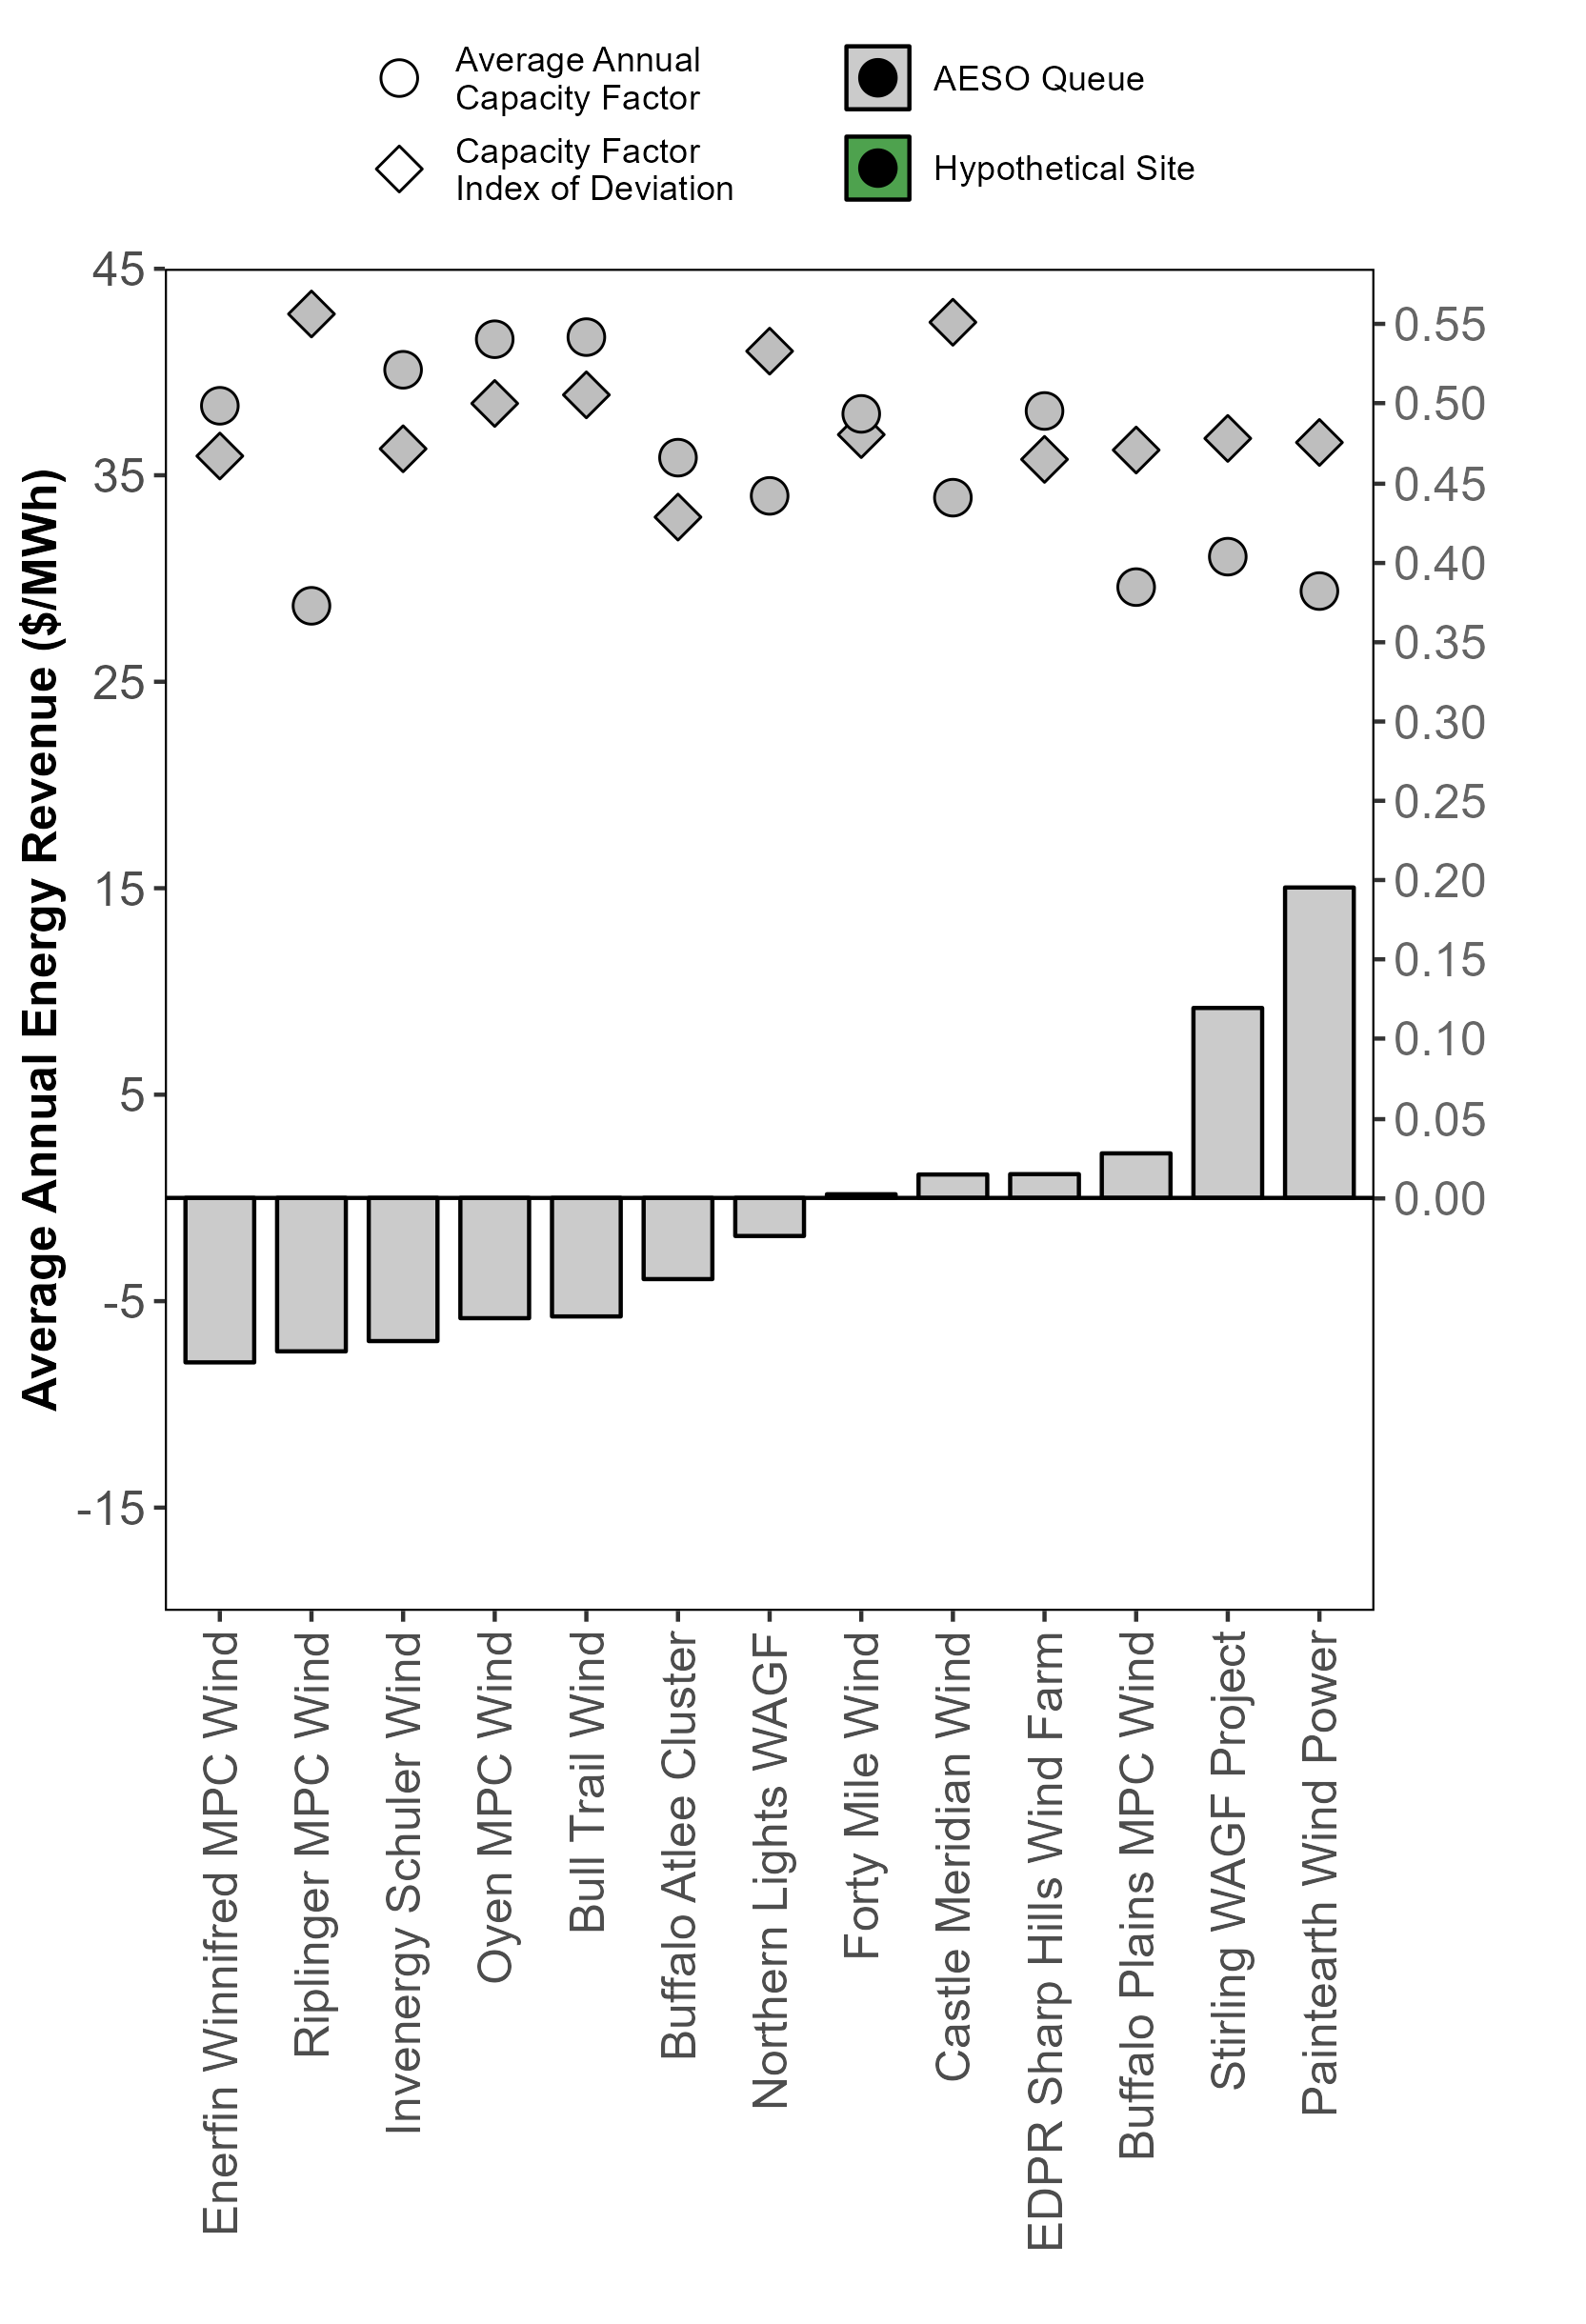 Average Annual
Capacity Factor
Capacity Factor
Index of Deviation
AESO Queue
Hypothetical Site
Average Annual Energy Revenue ($/MWh)
45
35
25
15
5
-5
-15
0.55
0.50
0.45
0.40
0.35
0.30
0.25
0.20
0.15
0.10
0.05
0.00
Enerfin Winnifred MPC Wind
Riplinger MPC Wind
Invenergy Schuler Wind
Oyen MPC Wind
Bull Trail Wind
Buffalo Atlee Cluster
Northern Lights WAGF
Forty Mile Wind
Castle Meridian Wind
EDPR Sharp Hills Wind Farm
Buffalo Plains MPC Wind
Stirling WAGF Project
Paintearth Wind Power